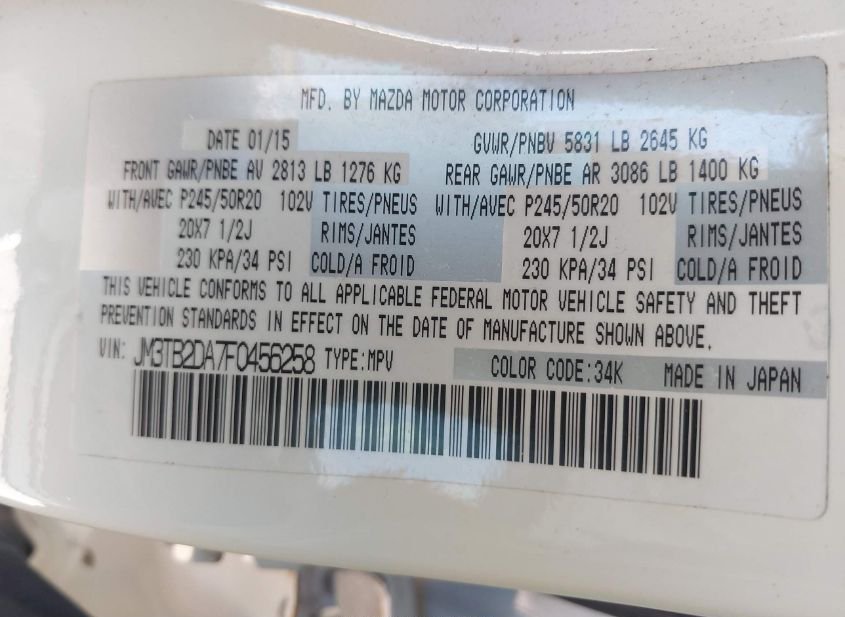 MFD. BY MAZDA MOTOR CORPORATION
DATE 01/15 GVWR/PNBV 5831 LB 2645 KG
FRONT GAWR/PNBE AV 2813 LB 1276 KG REAR GAWR/PNBE AR 3086 LB 1400 KG
WITH/AVEC P245/50R20 102V TIRES/PNEUS WITH/AVEC P245/50R20 102V TIRES/PNEUS
20X7 1/2J RIMS/JANTES 20X7 1/2J RIMS/JANTES
230 KPA/34 PSI COLD/A FROID 230 KPA/34 PSI COLD/A FROID
THIS VEHICLE CONFORMS TO ALL APPLICABLE FEDERAL MOTOR VEHICLE SAFETY AND THEFT
PREVENTION STANDARDS IN EFFECT ON THE DATE OF MANUFACTURE SHOWN ABOVE.
VIN: JM3TB2DA7F0456258 TYPE:MPV COLOR CODE:34K MADE IN JAPAN